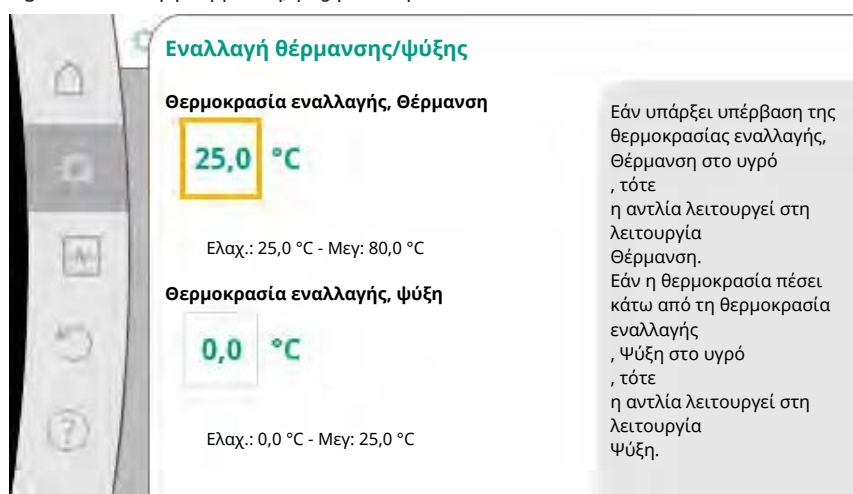 Εναλλαγή θέρμανσης/ψύξης
Θερμοκρασία εναλλαγής, Θέρμανση
25,0 °C
Ελαχ.: 25,0 °C - Μεγ: 80,0 °C
Θερμοκρασία εναλλαγής, ψύξη
0,0 °C
Ελαχ.: 0,0 °C - Μεγ: 25,0 °C
Εάν υπάρξει υπέρβαση της
θερμοκρασίας εναλλαγής,
Θέρμανση στο υγρό
, τότε
η αντλία λειτουργεί στη
λειτουργία
Θέρμανση.
Εάν η θερμοκρασία πέσει
κάτω από τη θερμοκρασία
εναλλαγής
, Ψύξη στο υγρό
, τότε
η αντλία λειτουργεί στη
λειτουργία
Ψύξη.